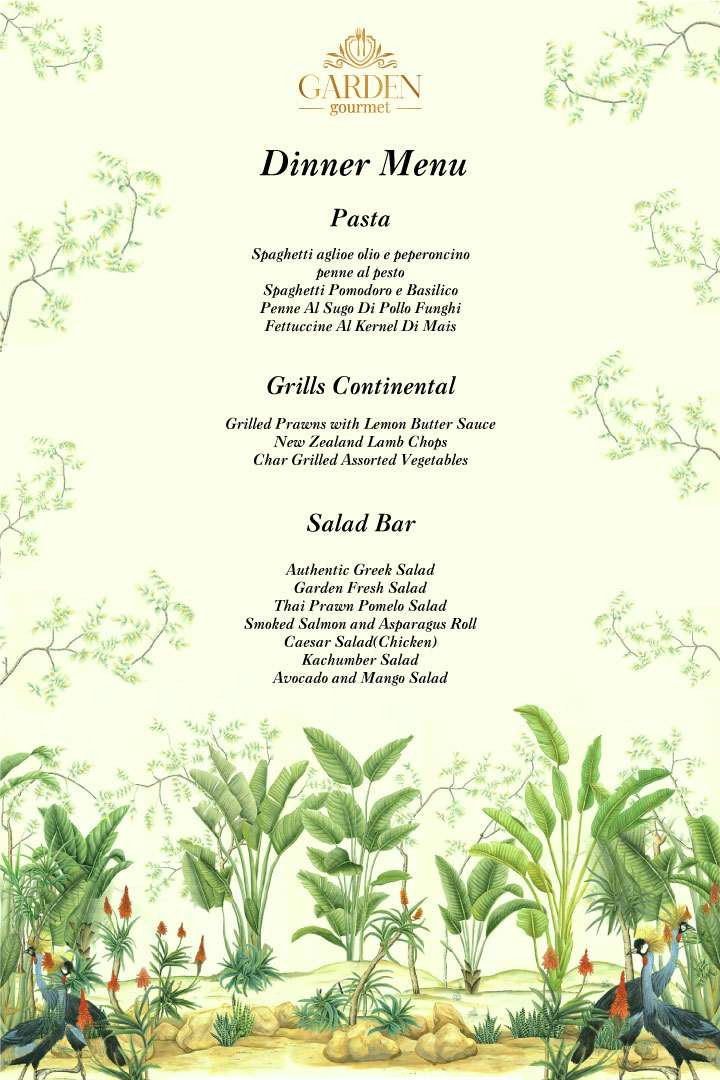 GARDEN
gourmet
Dinner Menu
Pasta
Spaghetti aglioe olio e peperoncino
penne al pesto
Spaghetti Pomodoro e Basilico
Penne Al Sugo Di Pollo Funghi
Fettuccine Al Kernel Di Mais
Grills Continental
Grilled Prawns with Lemon Butter Sauce
New Zealand Lamb Chops
Char Grilled Assorted Vegetables
Salad Bar
Authentic Greek Salad
Garden Fresh Salad
Thai Prawn Pomelo Salad
Smoked Salmon and Asparagus Roll
Caesar Salad(Chicken)
Kachumber Salad
Avocado and Mango Salad